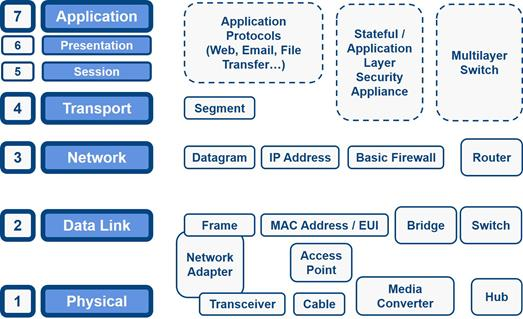 7 Application
6 Presentation
5 Session
Application
Protocols
(Web, Email, File
Transfer...)
Stateful /
Application
Layer
Security
Appliance
Multilayer
Switch
4 Transport
Segment
3 Network
Datagram
IP Address
Basic Firewall
Router
2 Data Link
Frame
MAC Address / EUI
Bridge
Switch
Network
Adapter
Access
Point
1 Physical
Transceiver
Cable
Media
Converter
Hub